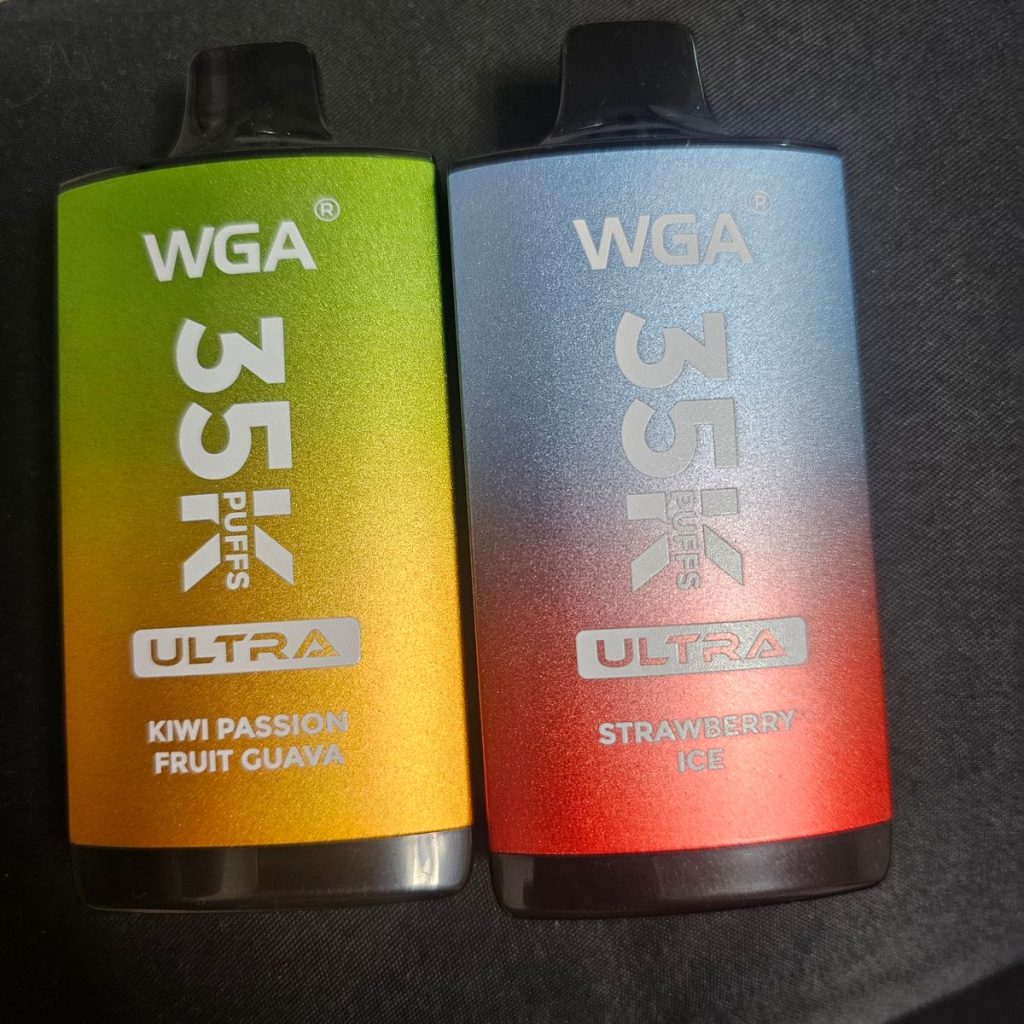 WGA®
35K
PUFFS
ULTRA
KIWI PASSION
FRUIT GUAVA
WGA®
35K
PUFFS
ULTRA
STRAWBERRY
ICE